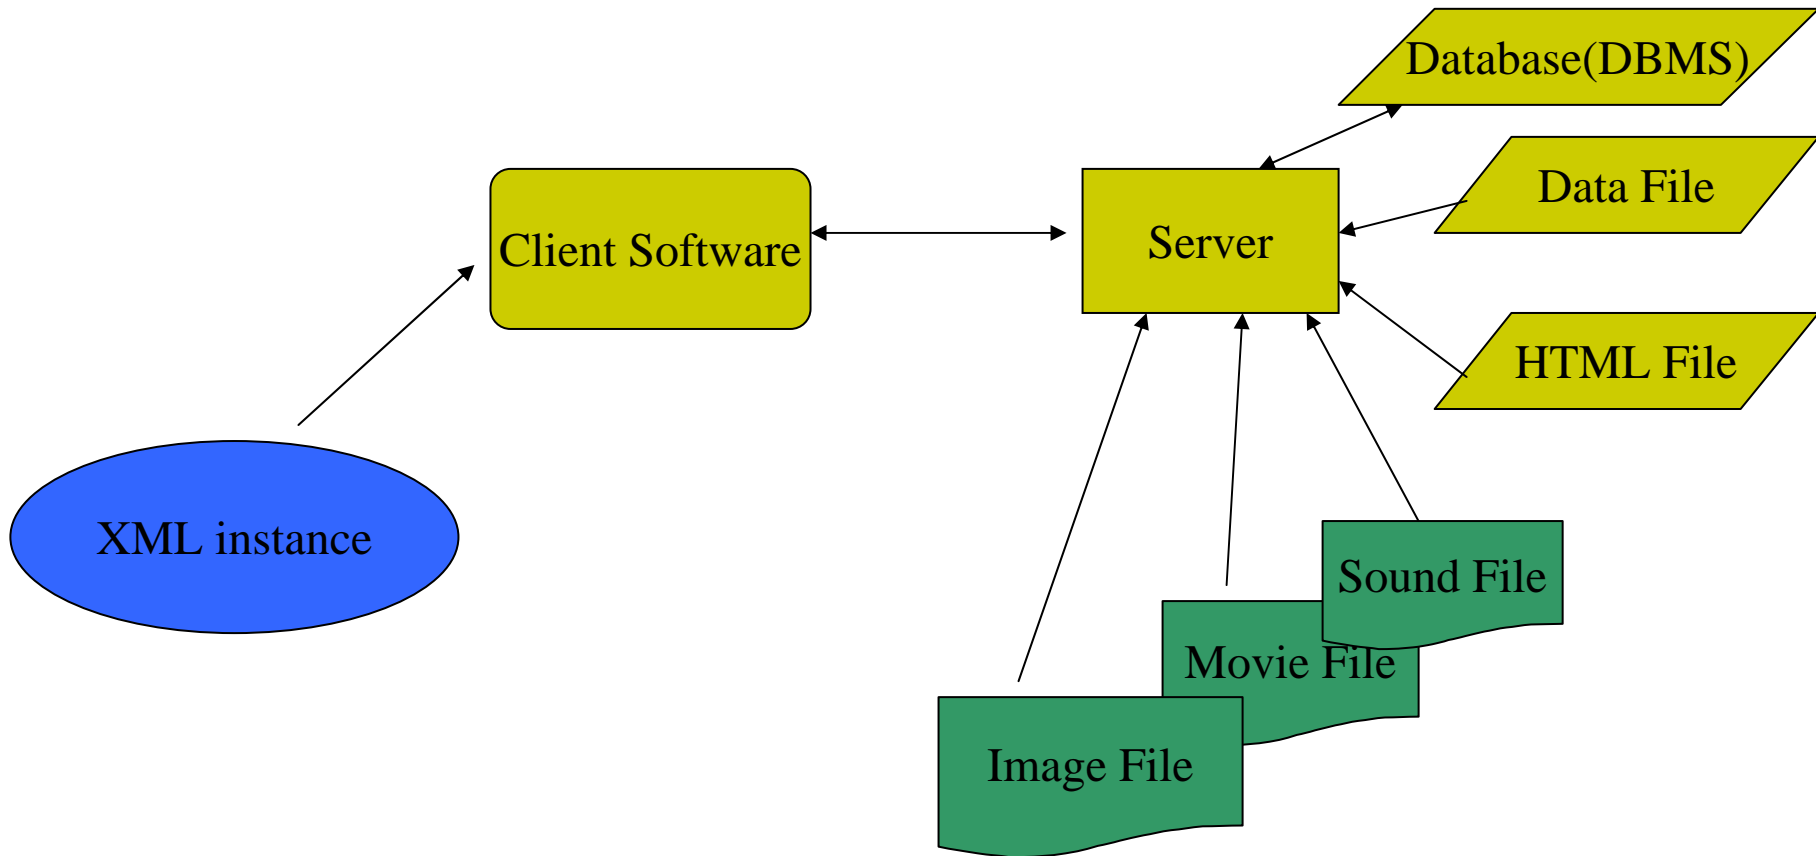 Database(DBMS)
Data File
Client Software
Server
HTML File
XML instance
Sound File
Movie File
Image File